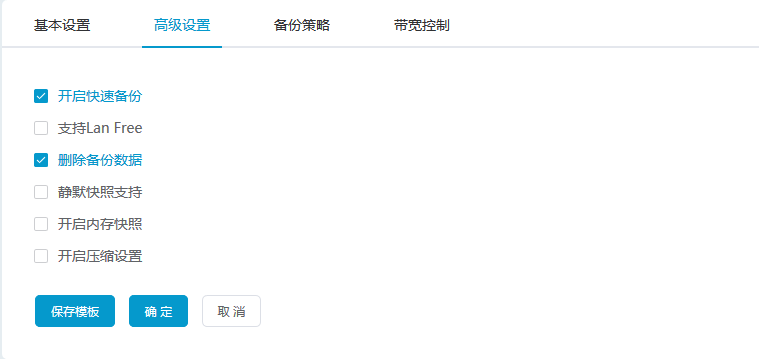 基本设置 高级设置 备份策略 带宽控制
开启快速备份
支持Lan Free
删除备份数据
静默快照支持
开启内存快照
开启压缩设置
保存模板 确 定 取 消